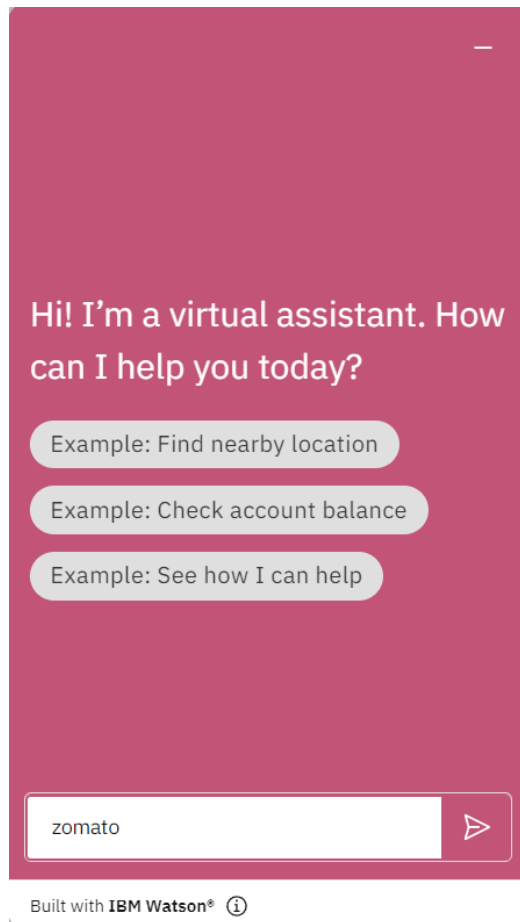 Hi! I’m a virtual assistant. How
can I help you today?
Example: Find nearby location
Example: Check account balance
Example: See how I can help
zomato
Built with IBM Watson®